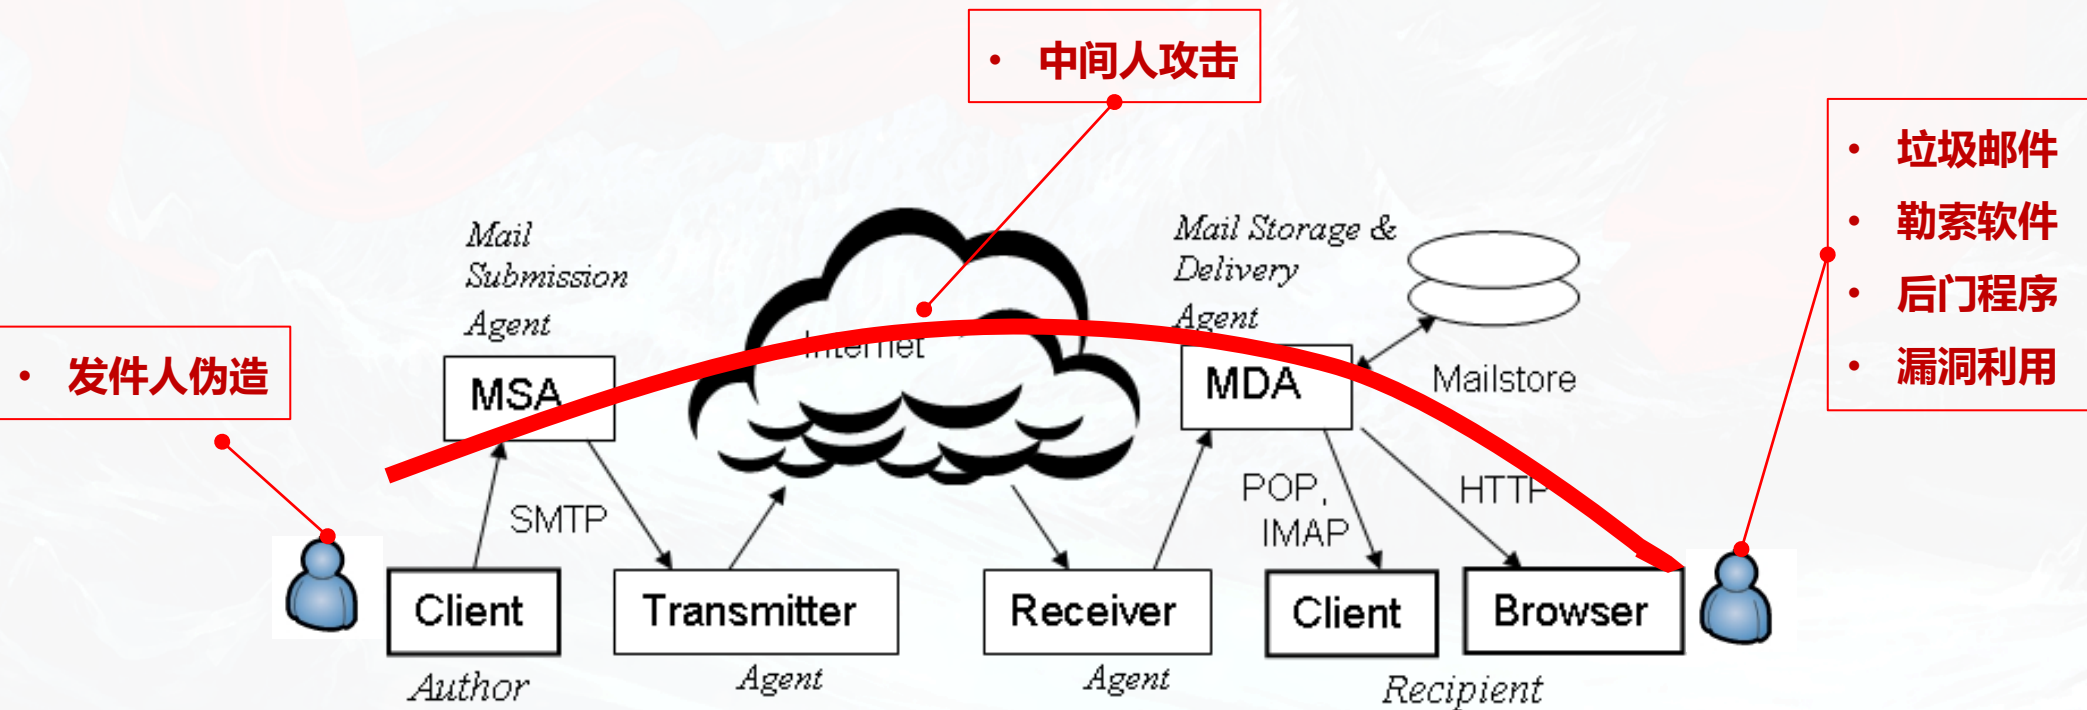 • 中间人攻击
• 垃圾邮件
• 勒索软件
• 后门程序
• 漏洞利用
• 发件人伪造
Mail
Submission
Agent
MSA
Internet
Mail Storage &
Delivery
Agent
MDA
Mailstore
SMTP
POP,
IMAP
HTTP
Client
Transmitter
Receiver
Client
Browser
Author
Agent
Agent
Recipient